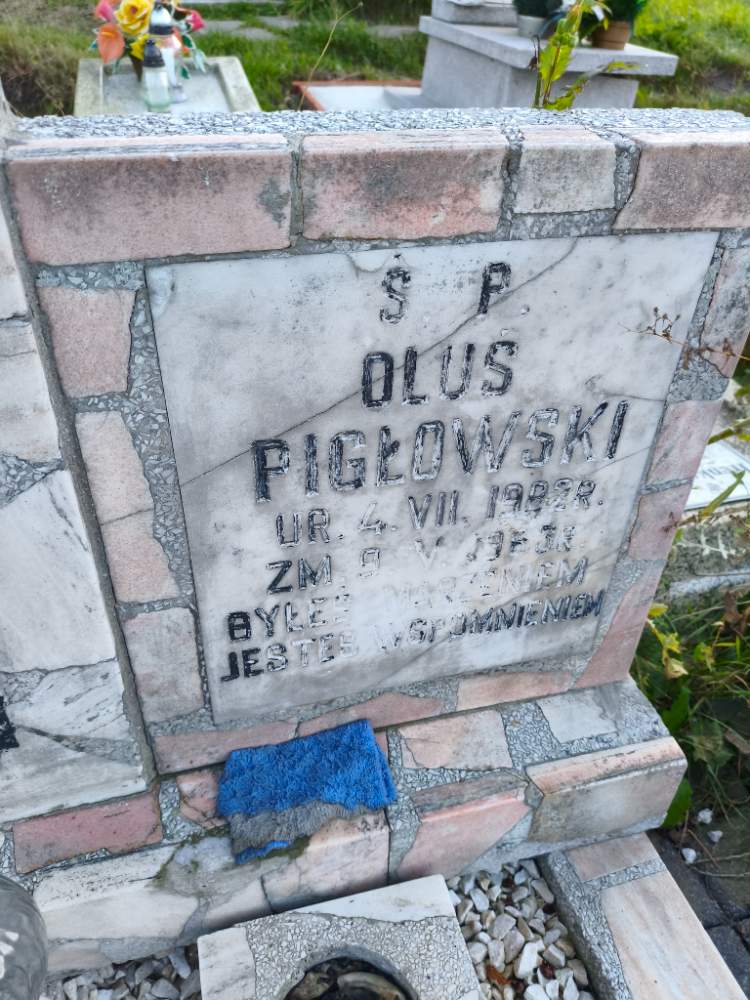 Ś P.
OLUŚ
PIGŁOWSKI
UR. 4. VII. 1982R.
ZM. 9 V.
BYŁEŚ MARZENIEM
JESTEŚ WSPOMNIENIEM